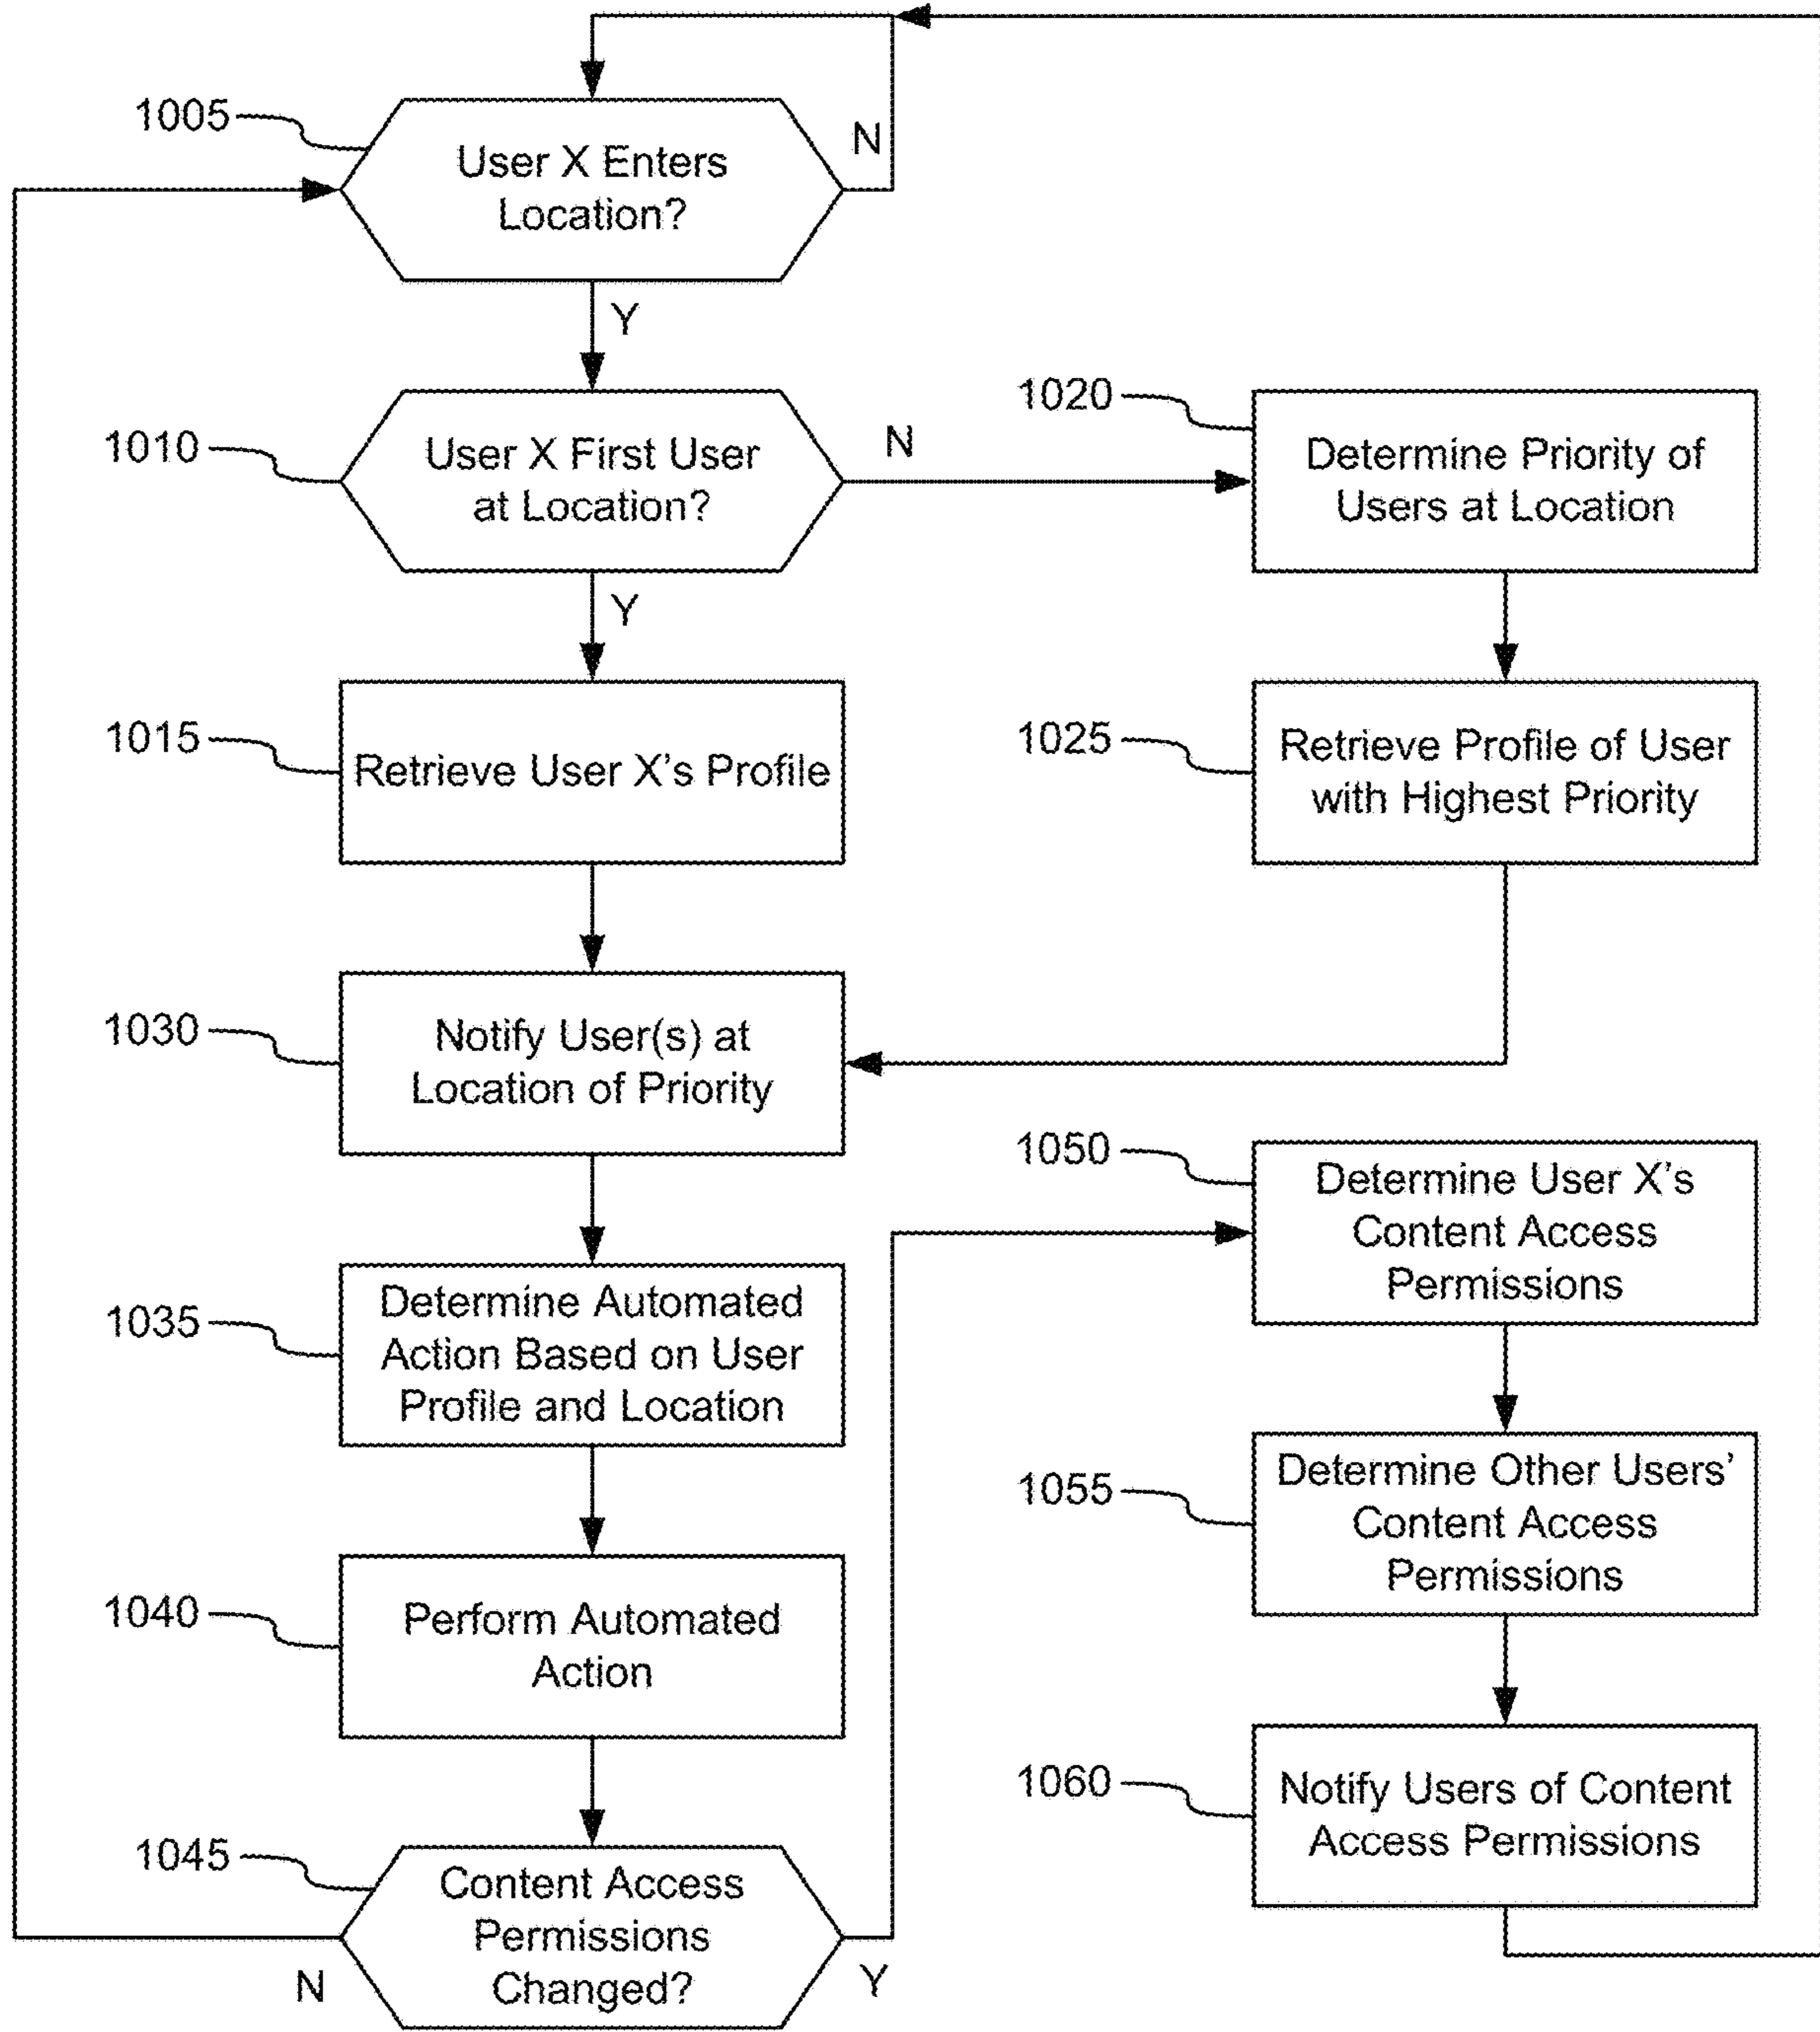 1005
User X Enters
Location?
N
Y
1010
User X First User
at Location?
N
Y
1020
Determine Priority of
Users at Location
1015
Retrieve User X’s Profile
1025
Retrieve Profile of User
with Highest Priority
1030
Notify User(s) at
Location of Priority
1035
Determine Automated
Action Based on User
Profile and Location
1040
Perform Automated
Action
1045
Content Access
Permissions
Changed?
N
Y
1050
Determine User X’s
Content Access
Permissions
1055
Determine Other Users’
Content Access
Permissions
1060
Notify Users of Content
Access Permissions